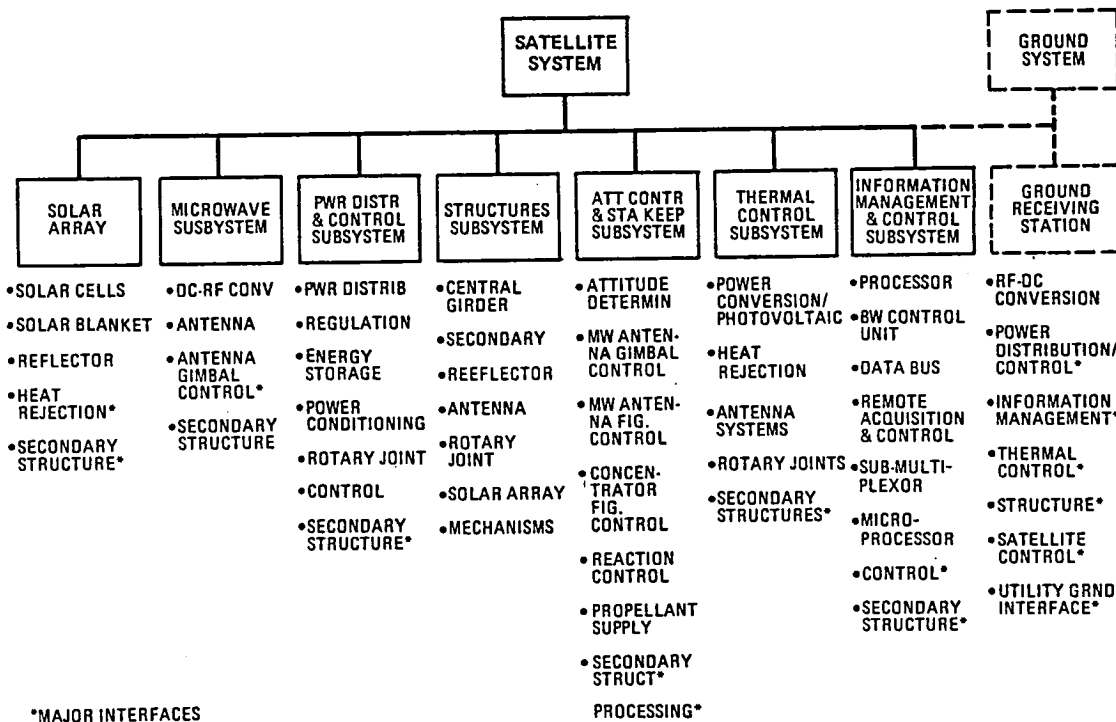 SATELLITE
SYSTEM
GROUND
SYSTEM
SOLAR
ARRAY
MICROWAVE
SUSBYSTEM
PWR DISTR
& CONTROL
SUBSYSTEM
STRUCTURES
SUBSYSTEM
ATT CONTR
& STA KEEP
SUBSYSTEM
THERMAL
CONTROL
SUBSYSTEM
INFORMATION
MANAGEMENT
& CONTROL
SUBSYSTEM
GROUND
RECEIVING
STATION
•SOLAR CELLS
•SOLAR BLANKET
•REFLECTOR
•HEAT
REJECTION*
•SECONDARY
STRUCTURE*
•DC-RF CONV
•ANTENNA
•ANTENNA
GIMBAL
CONTROL*
•SECONDARY
STRUCTURE
•PWR DISTRIB
•REGULATION
•ENERGY
STORAGE
•POWER
CONDITIONING
•ROTARY JOINT
•CONTROL
•SECONDARY
STRUCTURE*
•CENTRAL
GIRDER
•SECONDARY
•REEFLECTOR
•ANTENNA
•ROTARY
JOINT
•SOLAR ARRAY
•MECHANISMS
•ATTITUDE
DETERMIN
•MW ANTEN-
NA GIMBAL
CONTROL
•MW ANTEN-
NA FIG.
CONTROL
•CONCEN-
TRATOR
FIG.
CONTROL
•REACTION
CONTROL
•PROPELLANT
SUPPLY
•SECONDARY
STRUCT*
PROCESSING*
•POWER
CONVERSION/
PHOTOVOLTAIC
•HEAT
REJECTION
•ANTENNA
SYSTEMS
•ROTARY JOINTS
•SECONDARY
STRUCTURES*
•PROCESSOR
•BW CONTROL
UNIT
•DATA BUS
•REMOTE
ACQUISITION
& CONTROL
•SUB-MULTI-
PLEXOR
•MICRO-
PROCESSOR
•CONTROL*
•SECONDARY
STRUCTURE*
•RF-DC
CONVERSION
•POWER
DISTRIBUTION/
CONTROL*
•INFORMATION
MANAGEMENT*
•THERMAL
CONTROL*
•STRUCTURE*
•SATELLITE
CONTROL*
•UTILITY GRND
INTERFACE*
*MAJOR INTERFACES